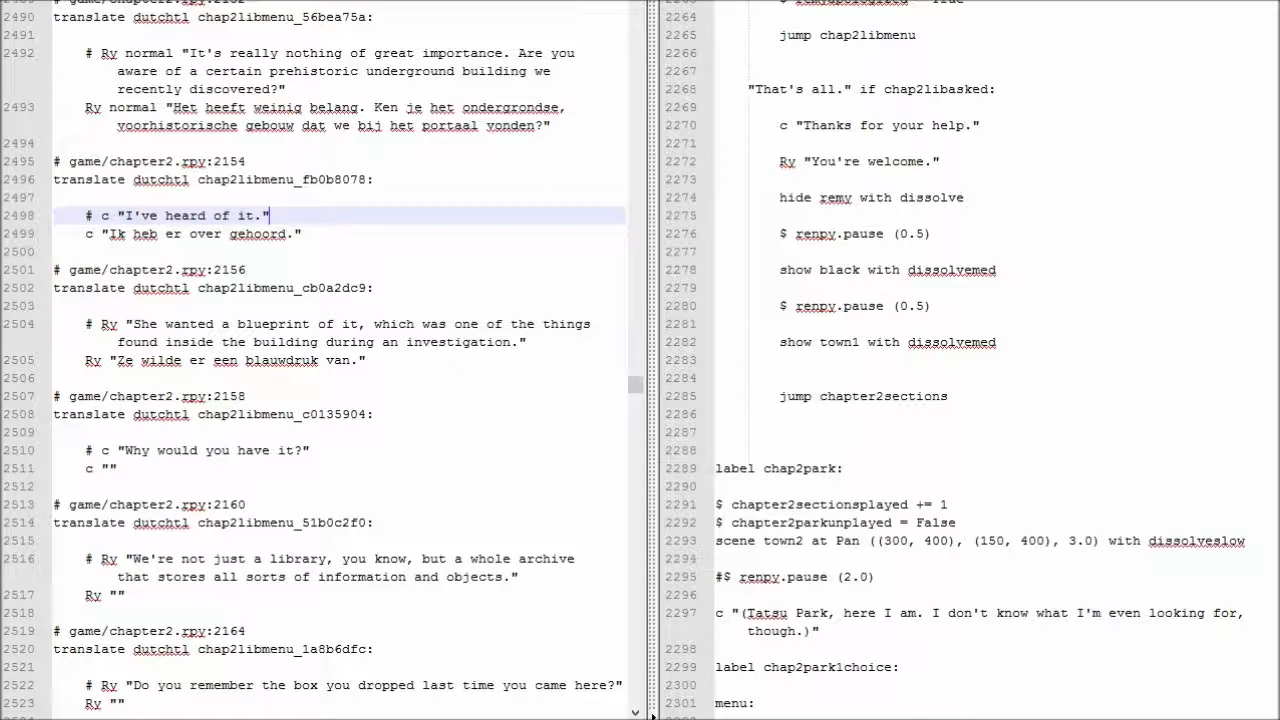 2490 translate dutchtl chap2libmenu_56bea75a:
2491
2492 # Ry normal "It's really nothing of great importance. Are you
aware of a certain prehistoric underground building we
recently discovered?"
2493 Ry normal "Het heeft weinig belang. Ken je het ondergrondse,
voorhistorische gebouw dat we bij het portaal vonden?"
2494
2495 # game/chapter2.rpy:2154
2496 translate dutchtl chap2libmenu_fb0b8078:
2497
2498 # c "I've heard of it."
2499 c "Ik heb er over gehoord."
2500
2501 # game/chapter2.rpy:2156
2502 translate dutchtl chap2libmenu_cb0a2dc9:
2503
2504 # Ry "She wanted a blueprint of it, which was one of the things
found inside the building during an investigation."
2505 Ry "Ze wilde er een blauwdruk van."
2506
2507 # game/chapter2.rpy:2158
2508 translate dutchtl chap2libmenu_c0135904:
2509
2510 # c "Why would you have it?"
2511 c ""
2512
2513 # game/chapter2.rpy:2160
2514 translate dutchtl chap2libmenu_51b0c2f0:
2515
2516 # Ry "We're not just a library, you know, but a whole archive
that stores all sorts of information and objects."
2517 Ry ""
2518
2519 # game/chapter2.rpy:2164
2520 translate dutchtl chap2libmenu_1a8b6dfc:
2521
2522 # Ry "Do you remember the box you dropped last time you came here?"
2523 Ry ""
2264
2265 jump chap2libmenu
2266
2267
2268 "That's all." if chap2libasked:
2269
2270 c "Thanks for your help."
2271
2272 Ry "You're welcome."
2273
2274 hide remy with dissolve
2275
2276 $ renpy.pause (0.5)
2277
2278 show black with dissolvemed
2279
2280 $ renpy.pause (0.5)
2281
2282 show town1 with dissolvemed
2283
2284
2285 jump chapter2sections
2286
2287
2288
2289 label chap2park:
2290
2291 $ chapter2sectionsplayed += 1
2292 $ chapter2parkunplayed = False
2293 scene town2 at Pan ((300, 400), (150, 400), 3.0) with dissolveslow
2294
2295 #$ renpy.pause (2.0)
2296
2297 c "(Tatsu Park, here I am. I don't know what I'm even looking for,
though.)"
2298
2299 label chap2park1choice:
2300
2301 menu: